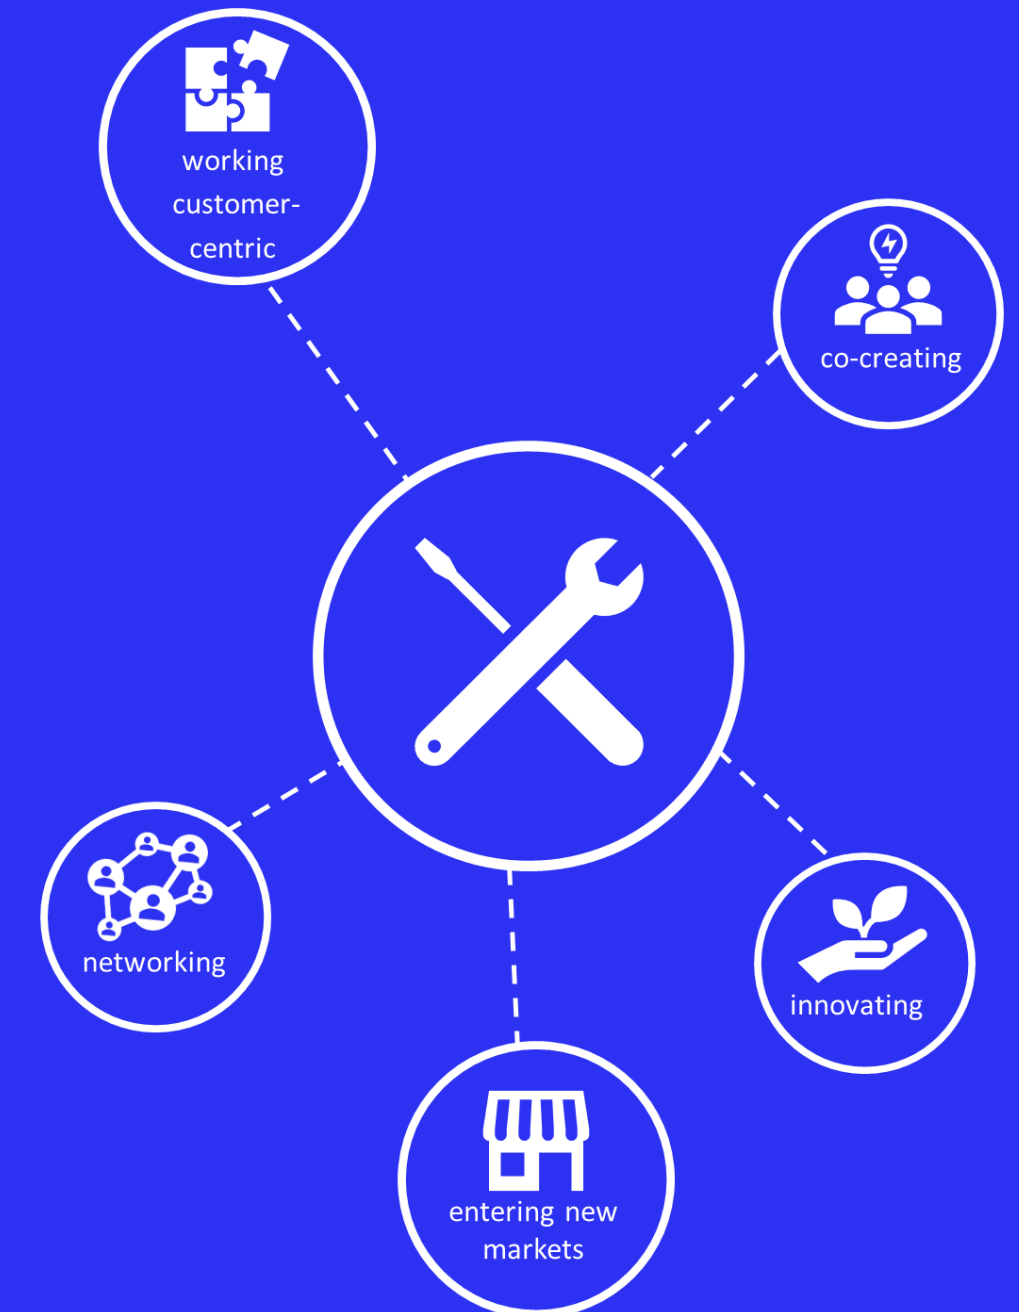 working
customer-
centric
co-creating
networking
innovating
entering new
markets